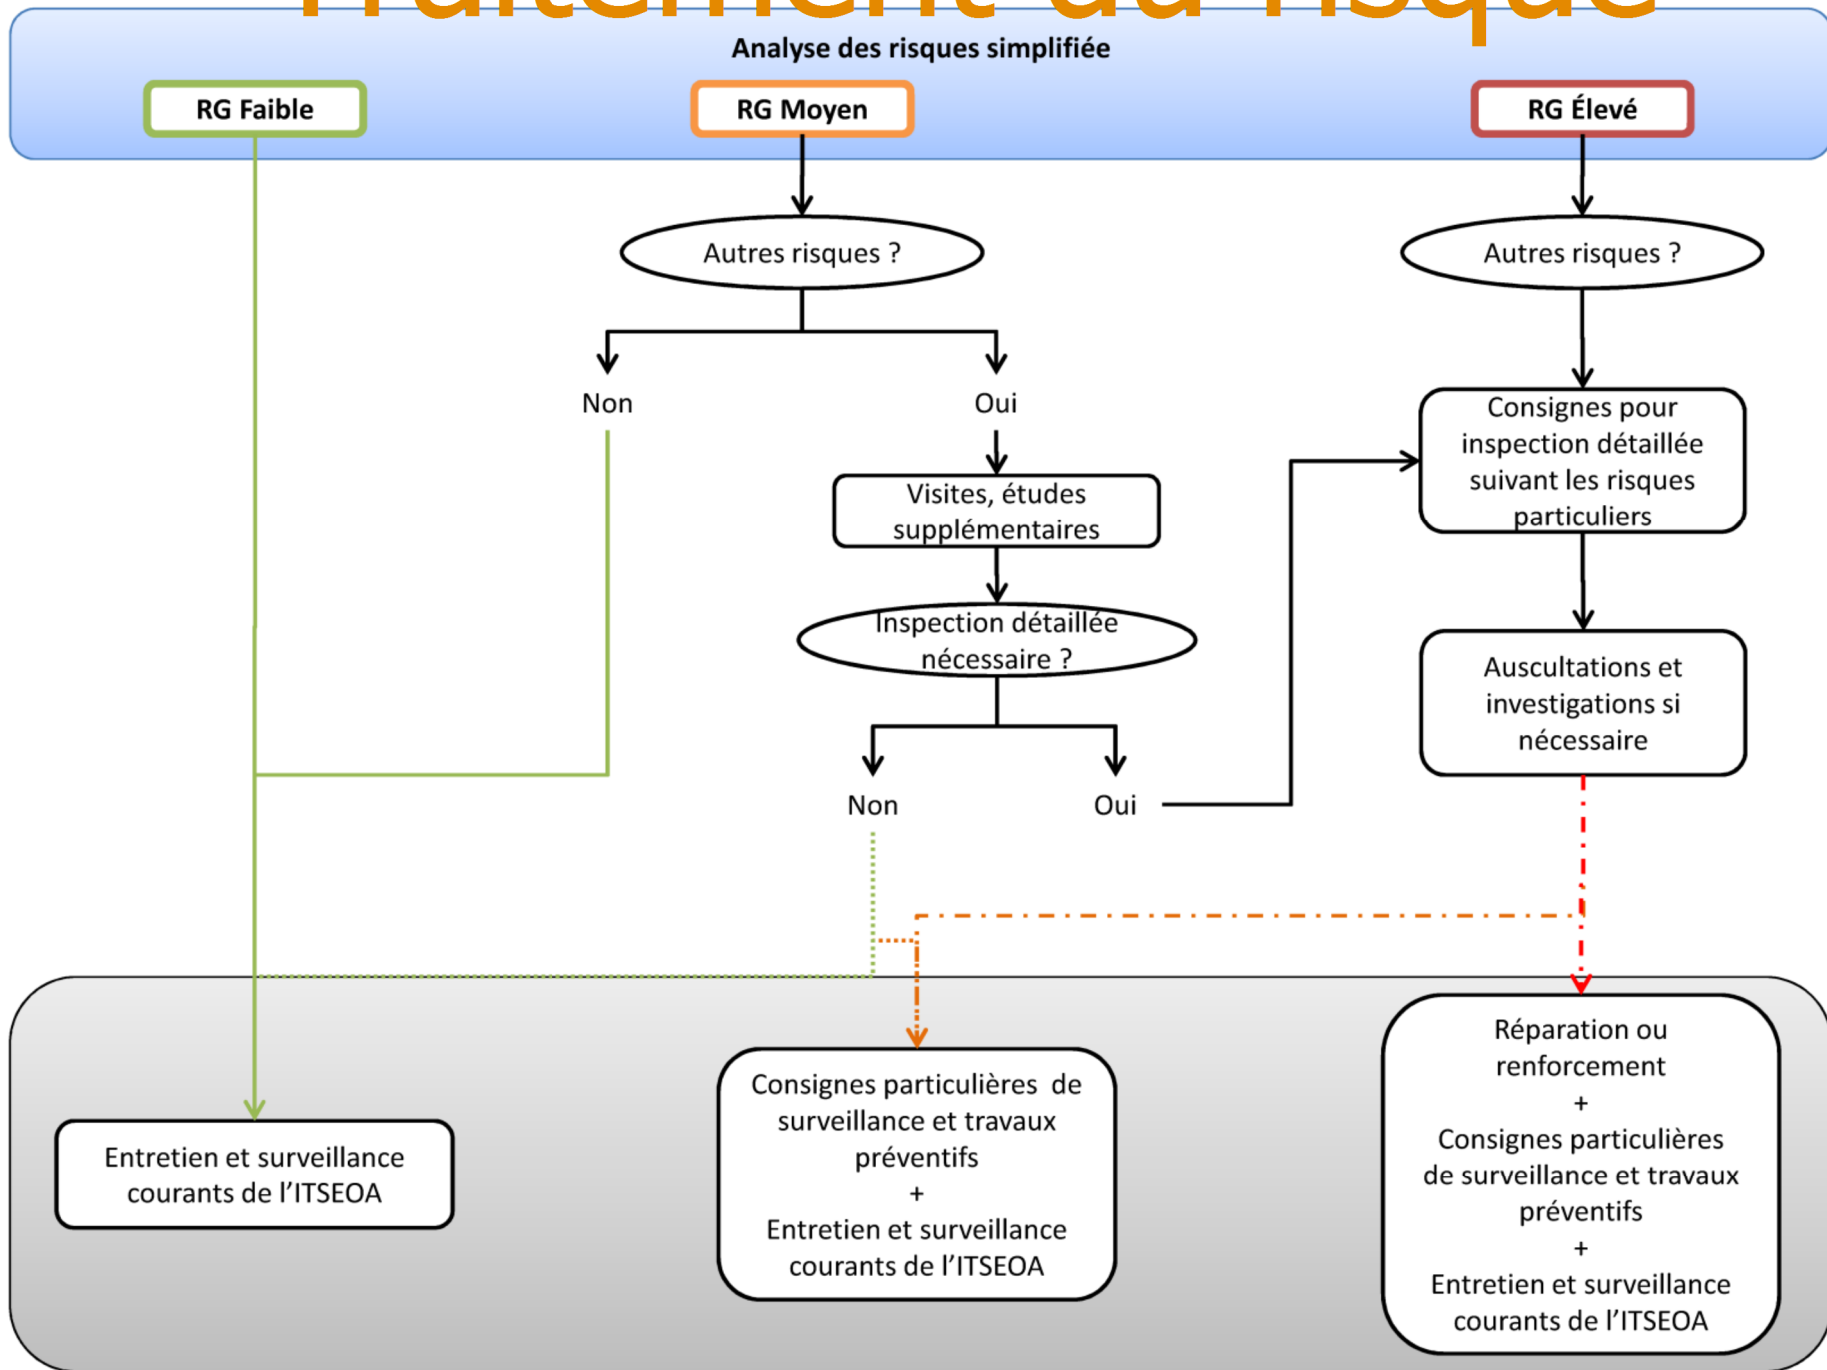 Traitement du risque
Analyse des risques simplifiée
RG Faible
RG Moyen
RG Élevé
Autres risques ?
Autres risques ?
Non
Oui
Consignes pour
inspection détaillée
suivant les risques
particuliers
Visites, études
supplémentaires
Inspection détaillée
nécessaire ?
Auscultations et
investigations si
nécessaire
Non
Oui
Entretien et surveillance
courants de l’ITSEOA
Consignes particulières  de
surveillance et travaux
préventifs
+
Entretien et surveillance
courants de l’ITSEOA
Réparation ou
renforcement
+
Consignes particulières
de surveillance et travaux
préventifs
+
Entretien et surveillance
courants de l’ITSEOA